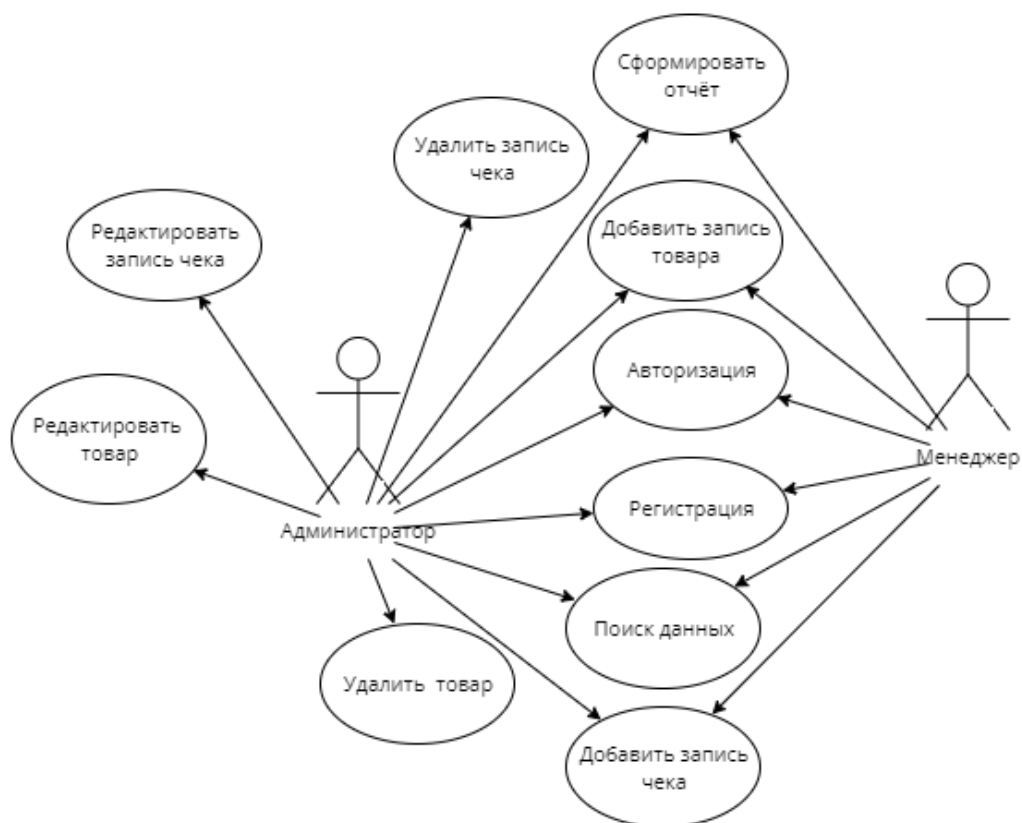 Сформировать
отчёт
Удалить запись
чека
Редактировать
запись чека
Добавить запись
товара
Авторизация
Редактировать
товар
Менеджер
Регистрация
Администратор
Поиск данных
Удалить товар
Добавить запись
чека